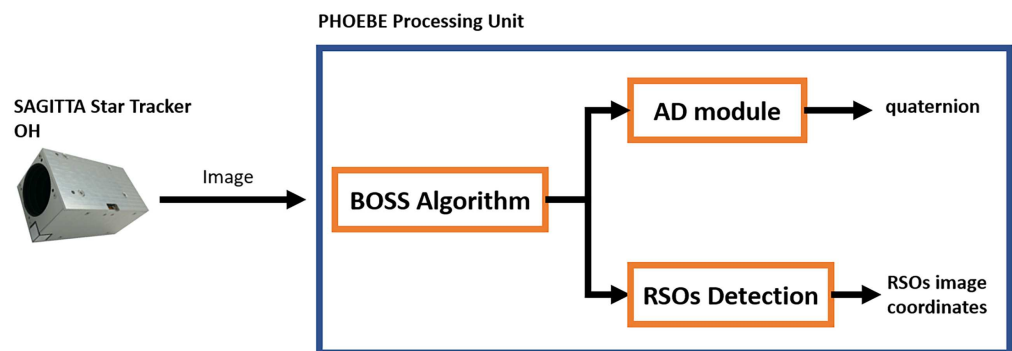 PHOEBE Processing Unit
SAGITTA Star Tracker
OH
Image
BOSS Algorithm
AD module
quaternion
RSOs Detection
RSOs image
coordinates